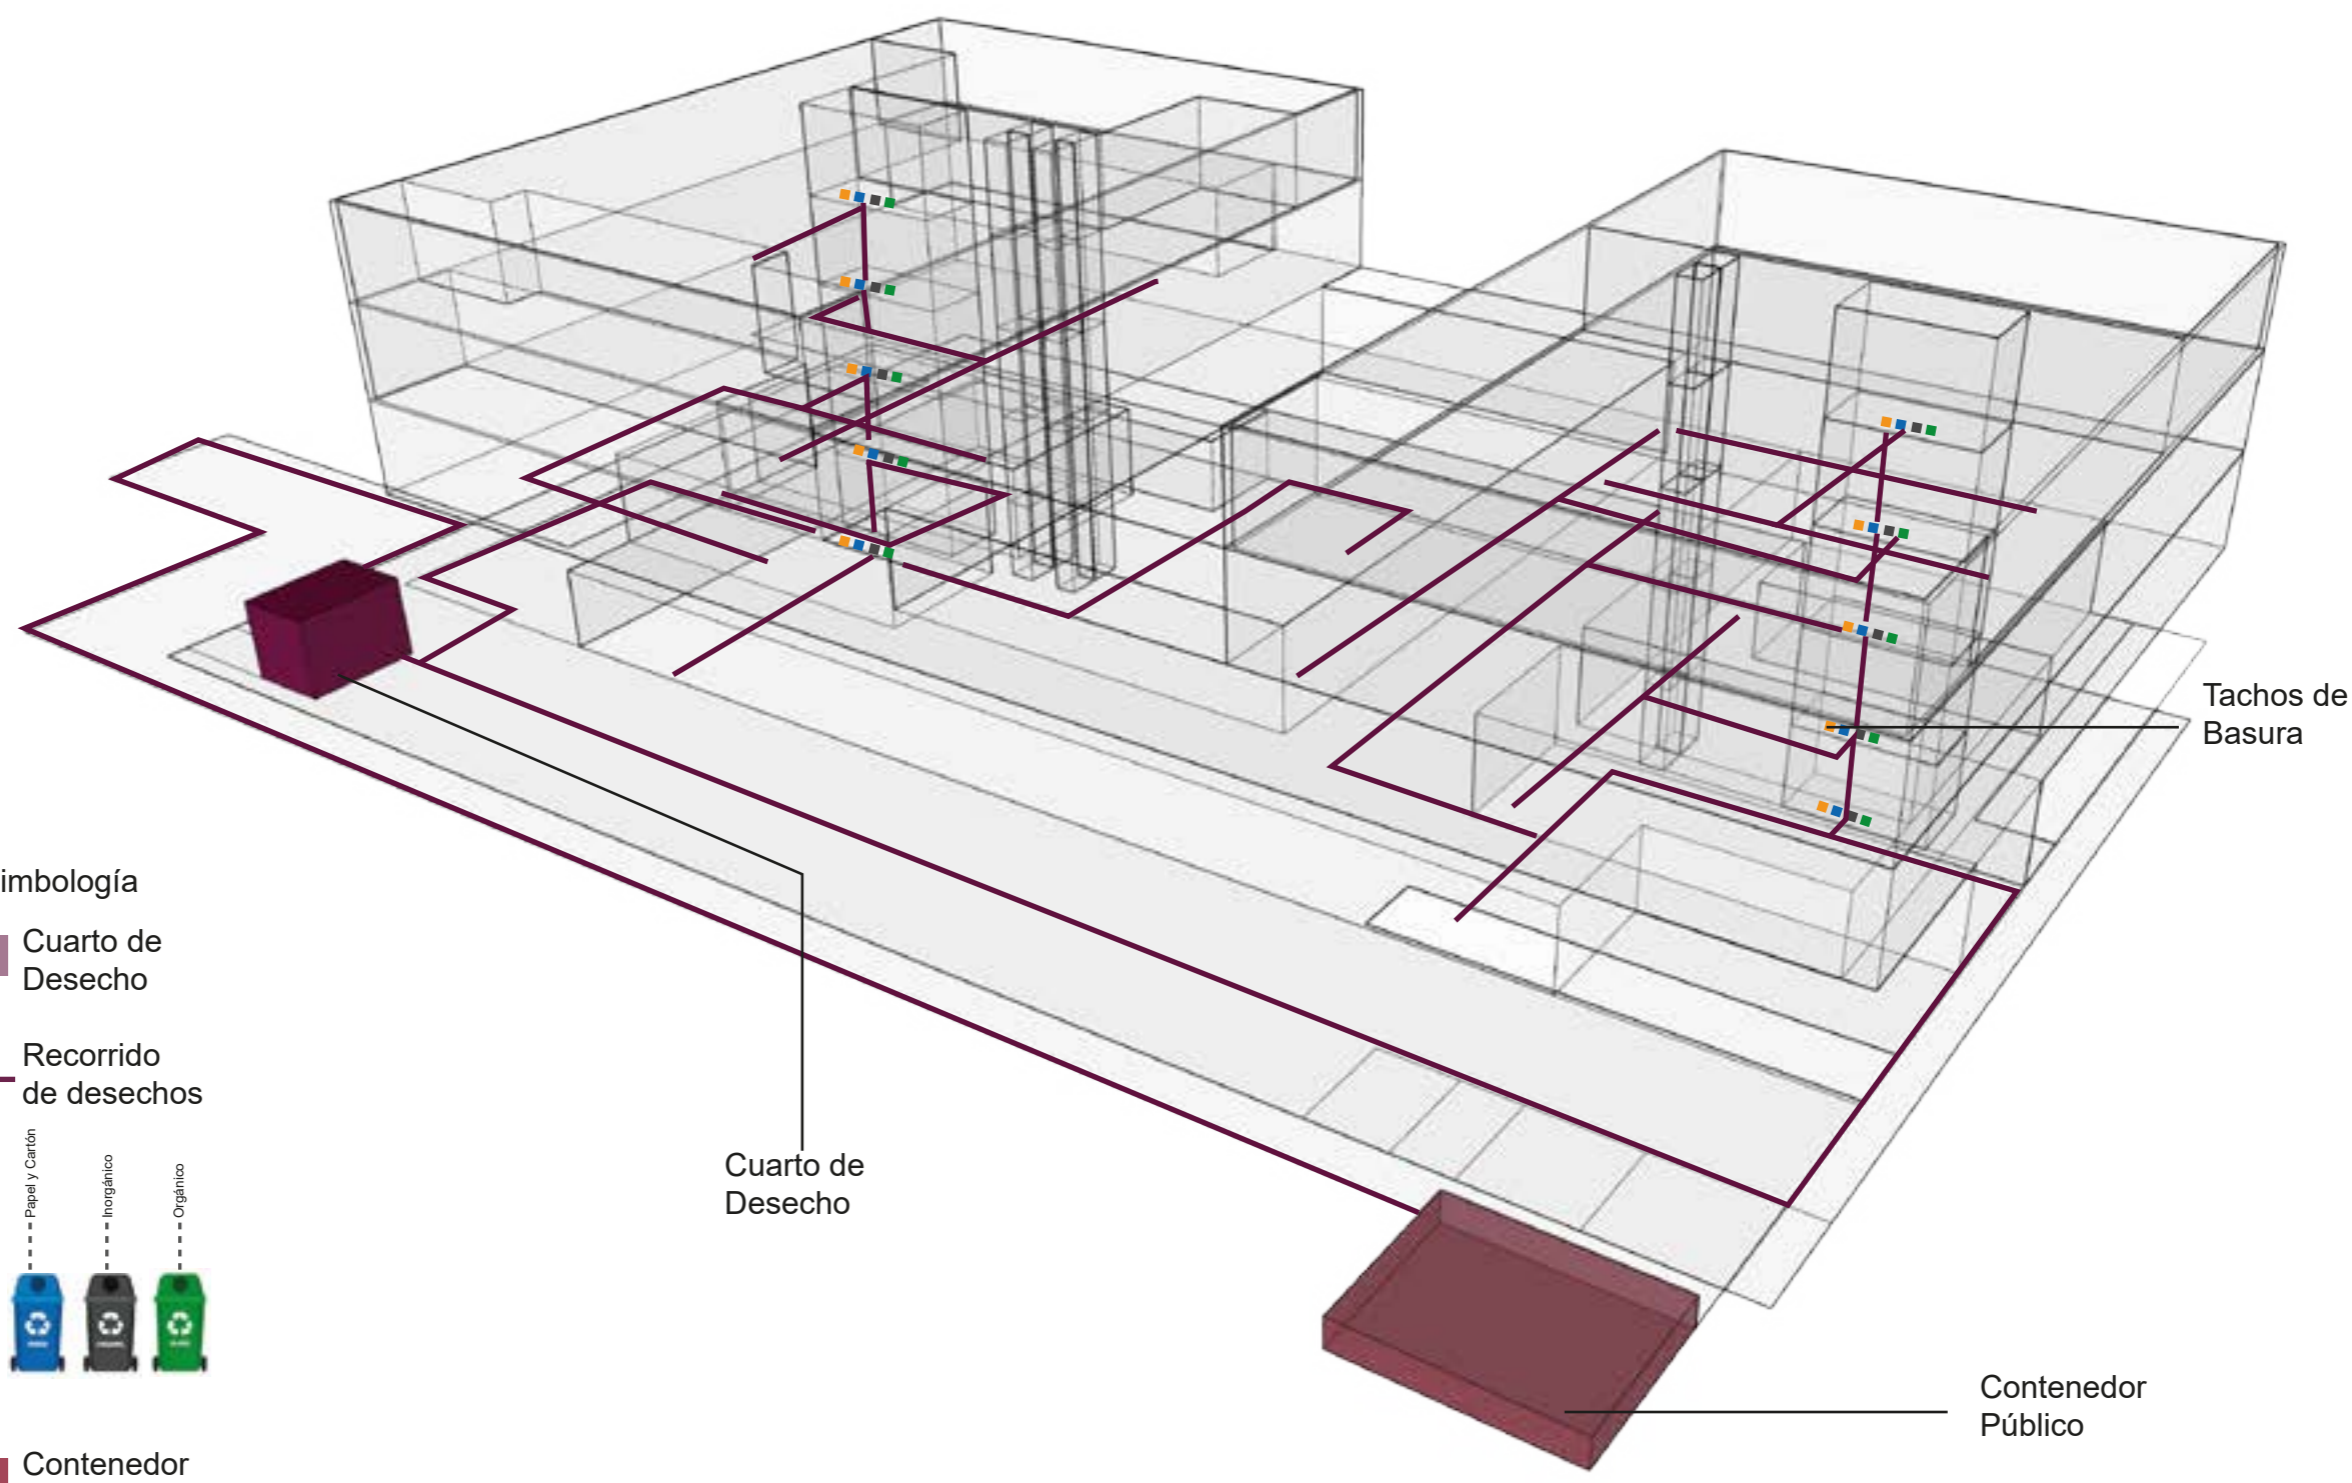 Tachos de
Basura
imbología
Cuarto de
Desecho
Recorrido
de desechos
Papel y Cartón
Inorgánico
Orgánico
Cuarto de
Desecho
Contenedor
Público
Contenedor